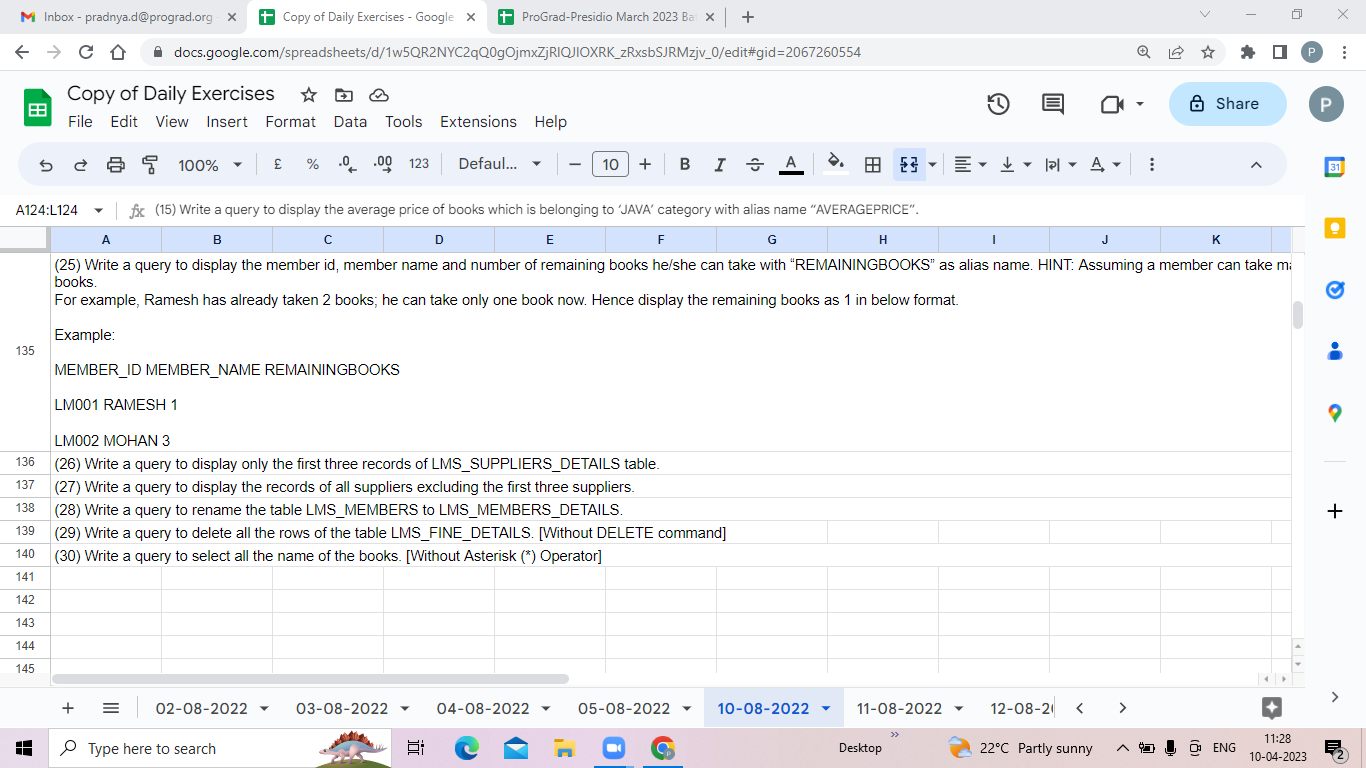 Inbox - pradnya.d@prograd.org
Copy of Daily Exercises - Google
ProGrad-Presidio March 2023 Ba
docs.google.com/spreadsheets/d/1w5QR2NYC2qQ0gOjmxZjRlQJIOXRK_zRxsbSJRMzjv_0/edit#gid=2067260554
P
Copy of Daily Exercises
Share
P
File Edit View Insert Format Data Tools Extensions Help
100% £ % .0 .00 123 Defaul... 10 B I S A
31
A124:L124 fx (15) Write a query to display the average price of books which is belonging to ‘JAVA’ category with alias name “AVERAGEPRICE”.
A B C D E F G H I J K
(25) Write a query to display the member id, member name and number of remaining books he/she can take with “REMAININGBOOKS” as alias name. HINT: Assuming a member can take
books.
For example, Ramesh has already taken 2 books; he can take only one book now. Hence display the remaining books as 1 in below format.
Example:
135
MEMBER_ID MEMBER_NAME REMAININGBOOKS
LM001 RAMESH 1
LM002 MOHAN 3
136 (26) Write a query to display only the first three records of LMS_SUPPLIERS_DETAILS table.
137 (27) Write a query to display the records of all suppliers excluding the first three suppliers.
138 (28) Write a query to rename the table LMS_MEMBERS to LMS_MEMBERS_DETAILS.
139 (29) Write a query to delete all the rows of the table LMS_FINE_DETAILS. [Without DELETE command]
140 (30) Write a query to select all the name of the books. [Without Asterisk (*) Operator]
141
142
143
144
145
02-08-2022 03-08-2022 04-08-2022 05-08-2022 10-08-2022 11-08-2022 12-08-2
Type here to search
Desktop
22°C Partly sunny
ENG
11:28
10-04-2023
2